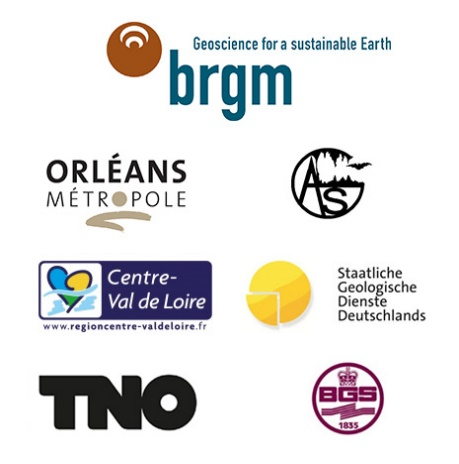 Geoscience for a sustainable Earth
brgm
ORLÉANS
MÉTROPOLE
GAS
Centre-
Val de Loire
www.regioncentre-valdeloire.fr
Staatliche
Geologische
Dienste
Deutschlands
TNO
BGS
1835